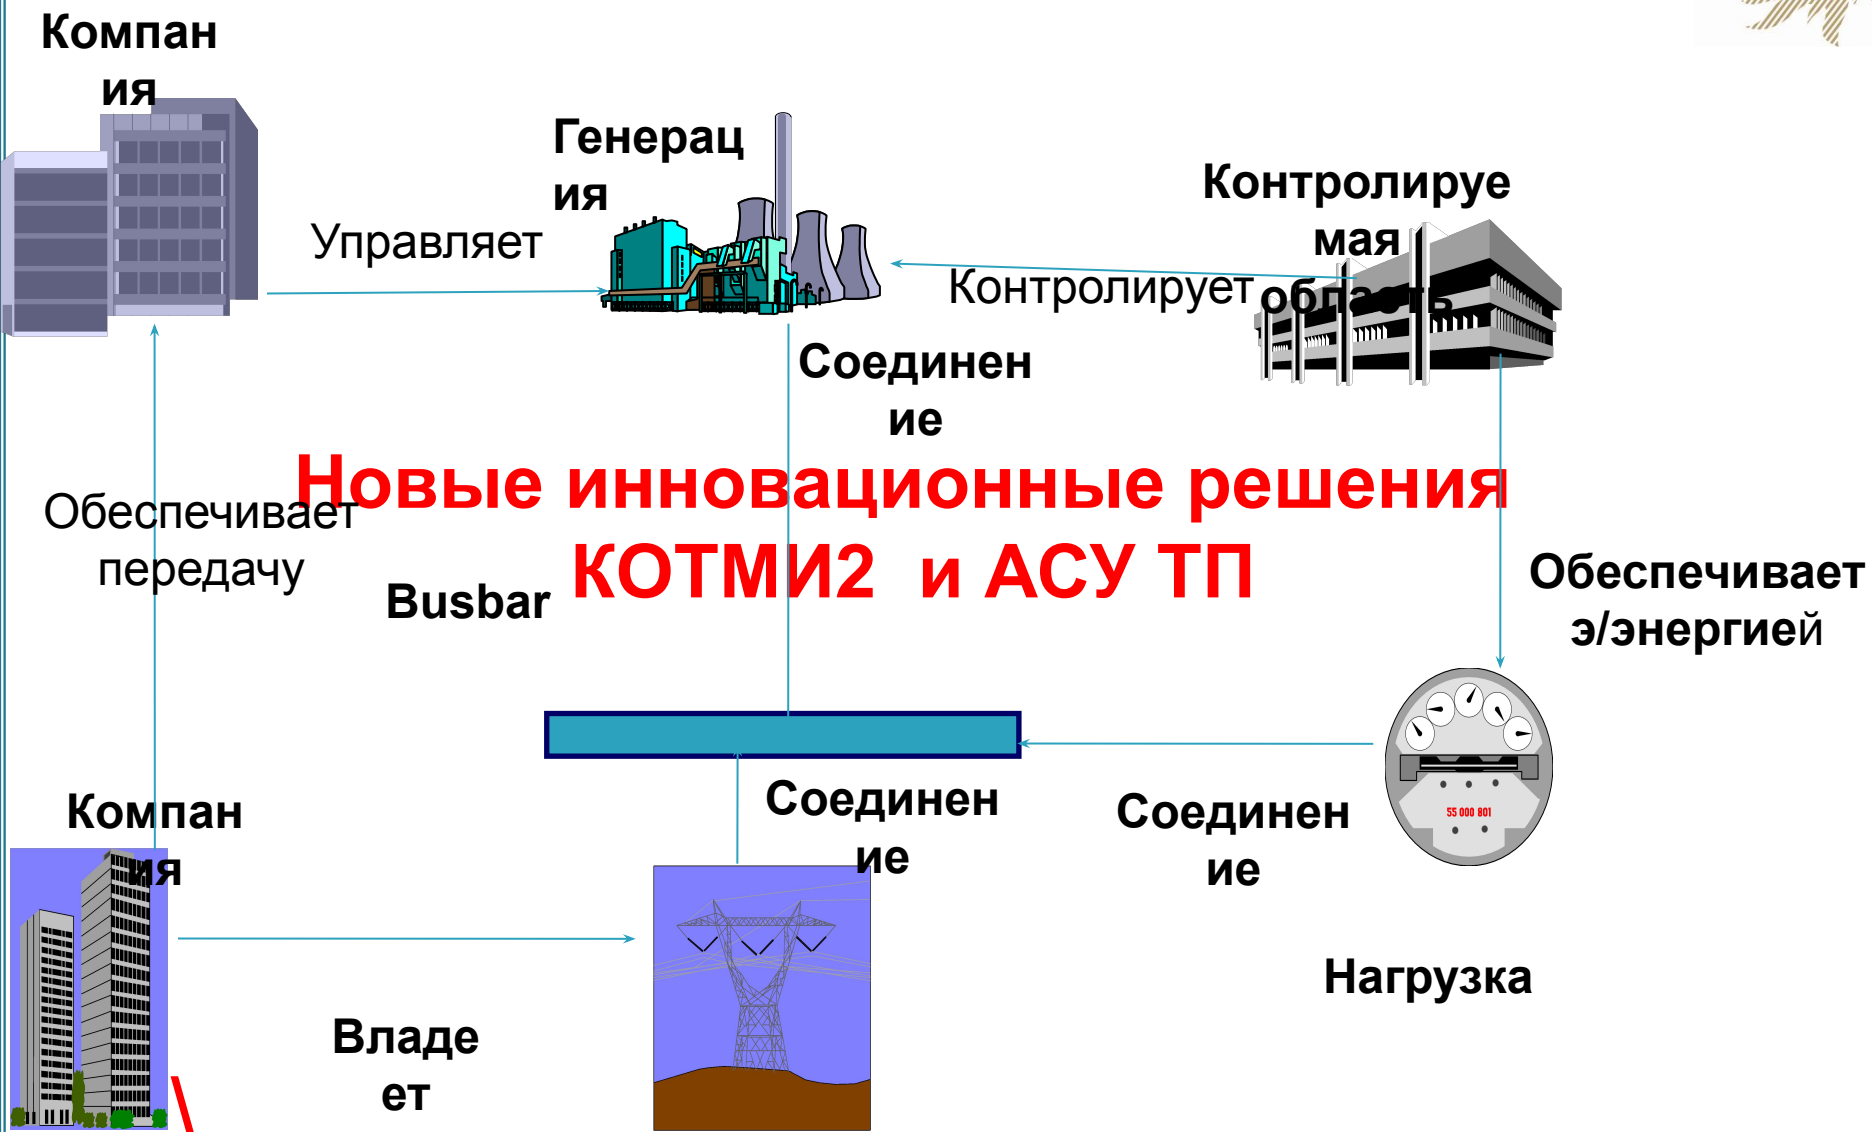 Компан
ия
Генерац
ия
Контролируе
мая
область
Управляет
Контролирует
Соединен
ие
Новые инновационные решения
КОТМИ2 и АСУ ТП
Обеспечивает
передачу
Busbar
Обеспечивает
э/энергией
Компан
ия
Соединен
ие
Соединен
ие
55 000 801
Нагрузка
Владе
ет
\